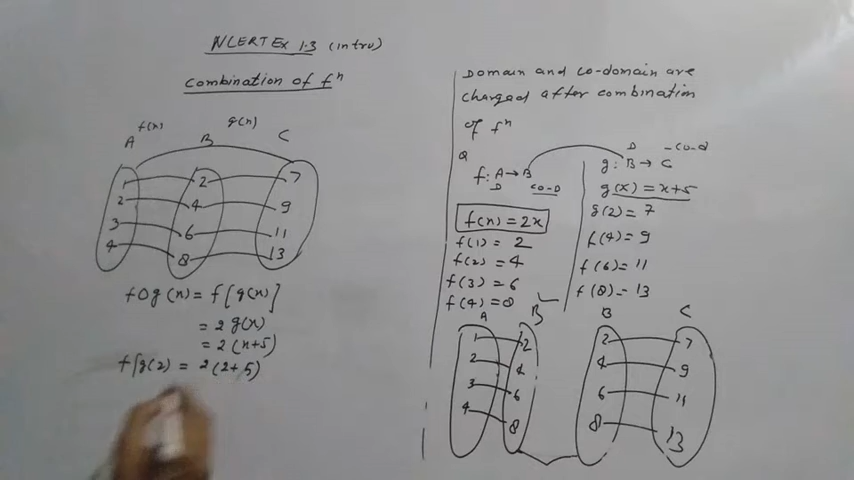 NCERT Ex 1.3 (intro)
Combination of fⁿ
f(x) g(x)
A B C
1 2 7
2 4 9
3 6 11
4 8 13
fog(x) = f[g(x)]
= 2 g(x)
= 2(x+5)
f[g(2) = 2(2+5)
Domain and co-domain are
charged after combination
of fⁿ
Q
f: A → B
D CO-D
f(x) = 2x
f(1) = 2
f(2) = 4
f(3) = 6
f(4) = 8
D - CO-d
g: B → C
g(x) = x+5
g(2) = 7
f(4) = 9
f(6) = 11
f(8) = 13
A B
1 2
2 4
3 6
4 8
B C
2 7
4 9
6 11
8 13